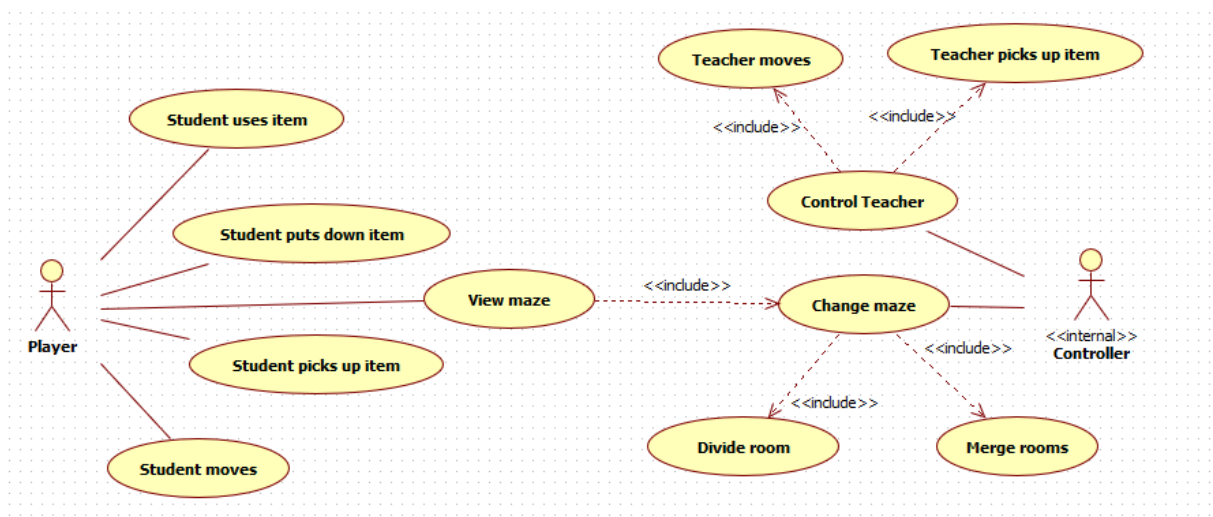 Teacher moves
Teacher picks up item
Student uses item
<<include>>
<<include>>
Control Teacher
Student puts down item
View maze
<<include>>
Change maze
Player
<<internal>>
Controller
Student picks up item
<<include>>
<<include>>
Divide room
Merge rooms
Student moves